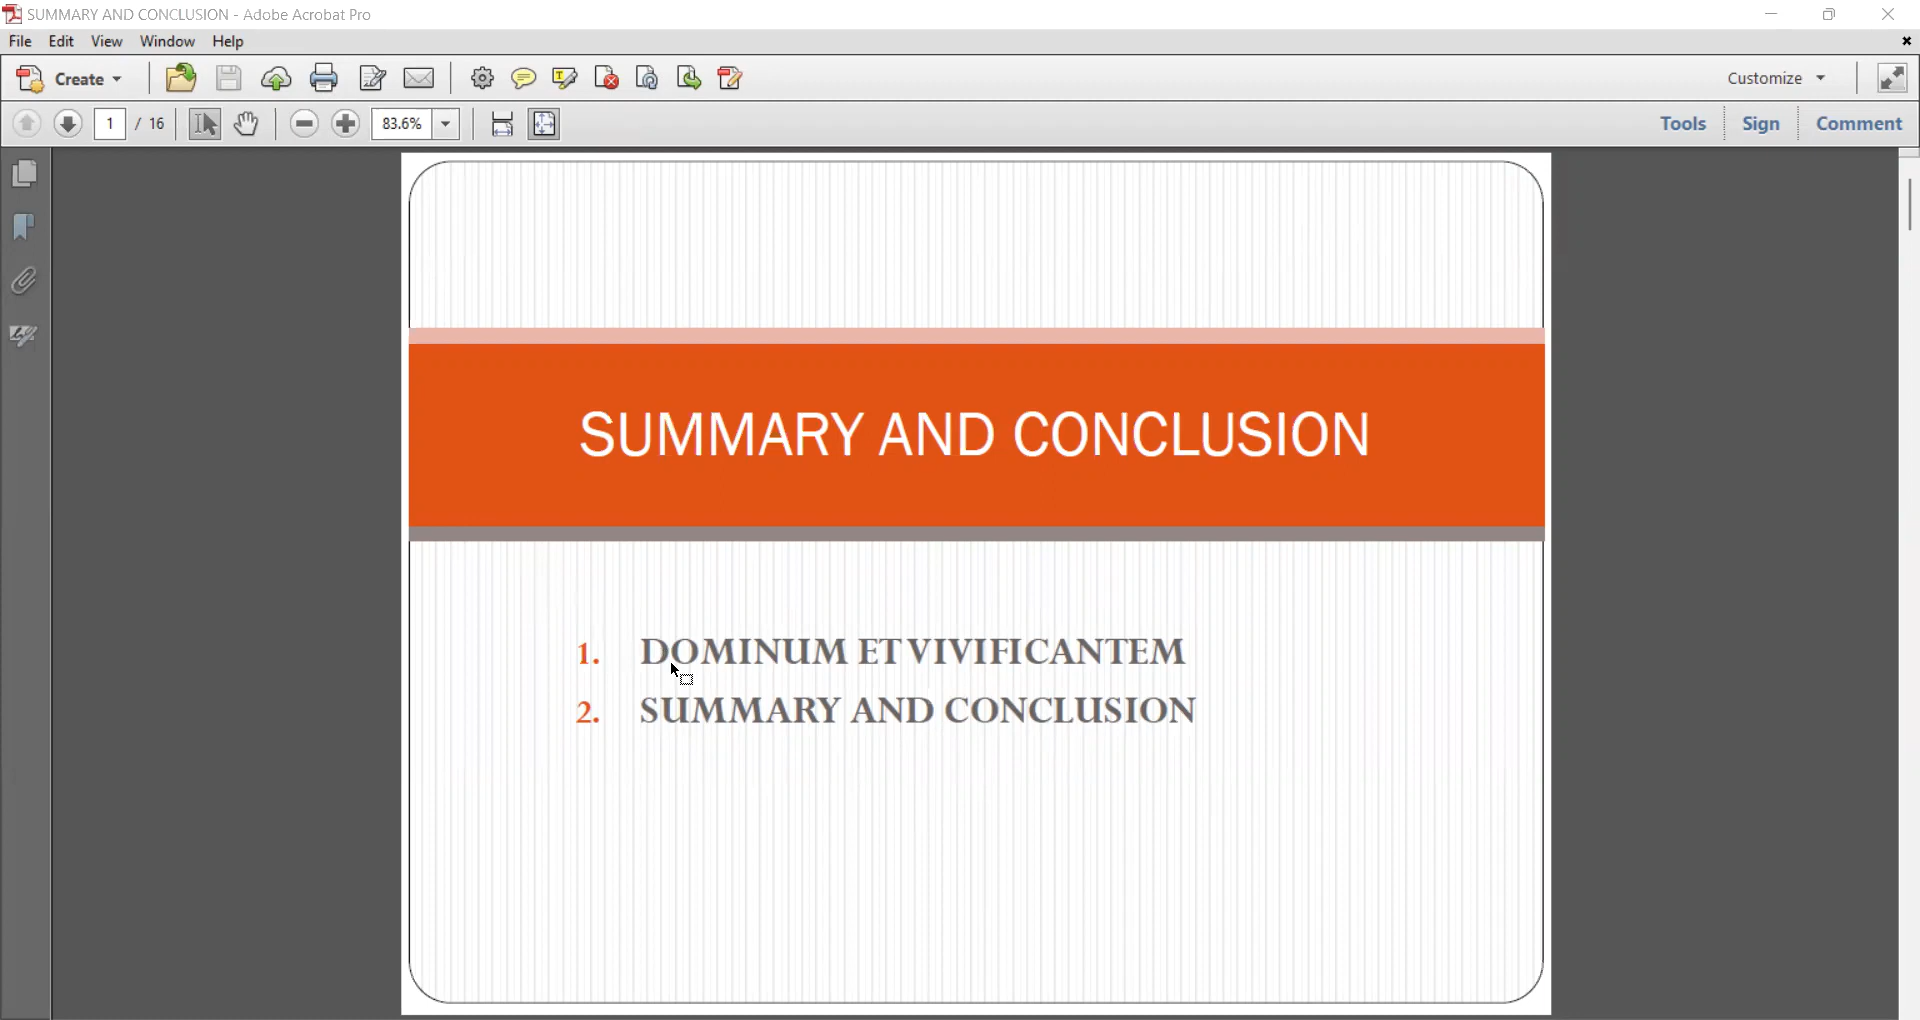 SUMMARY AND CONCLUSION - Adobe Acrobat Pro
File Edit View Window Help
Create Customize
1 / 16 83.6% Tools Sign Comment
SUMMARY AND CONCLUSION
1. DOMINUM ET VIVIFICANTEM
2. SUMMARY AND CONCLUSION